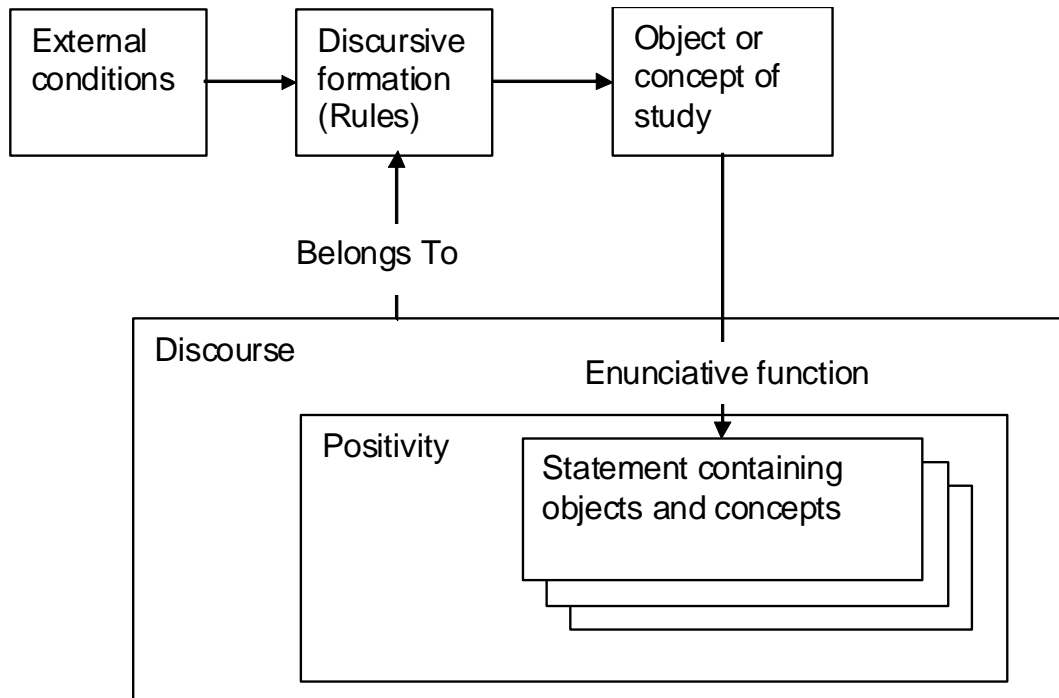 External
conditions
Discursive
formation
(Rules)
Object or
concept of
study
Belongs To
Discourse
Enunciative function
Positivity
Statement containing
objects and concepts